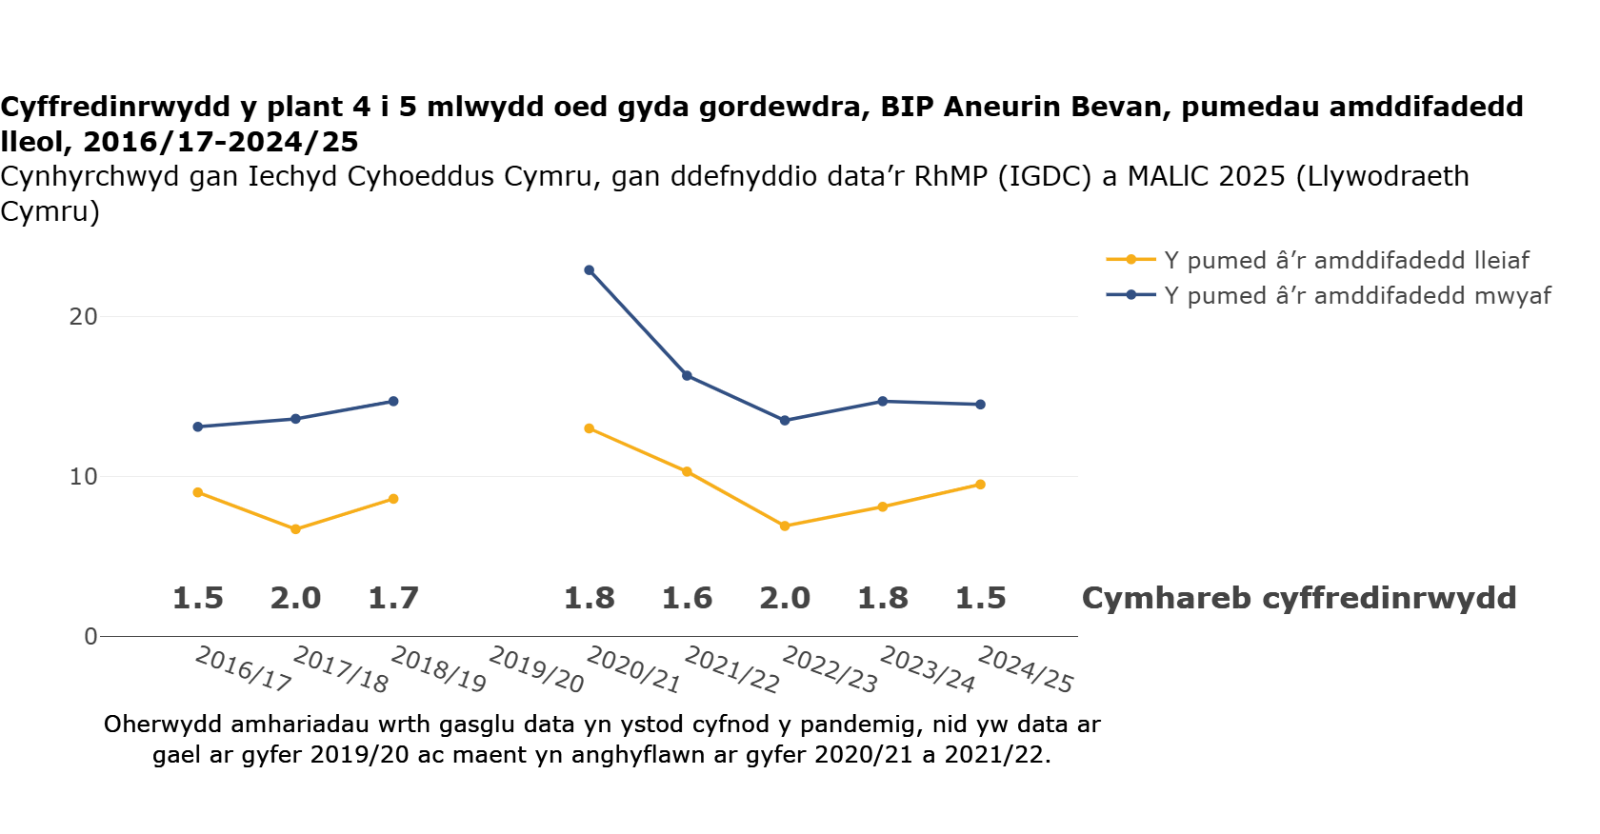 Cyffredinrwydd y plant 4 i 5 mlwydd oed gyda gordewdra, BIP Aneurin Bevan, pumedau amddifadedd
lleol, 2016/17-2024/25
Cynhyrchwyd gan Iechyd Cyhoeddus Cymru, gan ddefnyddio data’r RhMP (IGDC) a MALlC 2025 (Llywodraeth
Cymru)
Y pumed â’r amddifadedd lleiaf
Y pumed â’r amddifadedd mwyaf
20
10
1.5 2.0 1.7 1.8 1.6 2.0 1.8 1.5 Cymhareb cyffredinrwydd
0
2016/17 2017/18 2018/19 2019/20 2020/21 2021/22 2022/23 2023/24 2024/25
Oherwydd amhariadau wrth gasglu data yn ystod cyfnod y pandemig, nid yw data ar
gael ar gyfer 2019/20 ac maent yn anghyflawn ar gyfer 2020/21 a 2021/22.